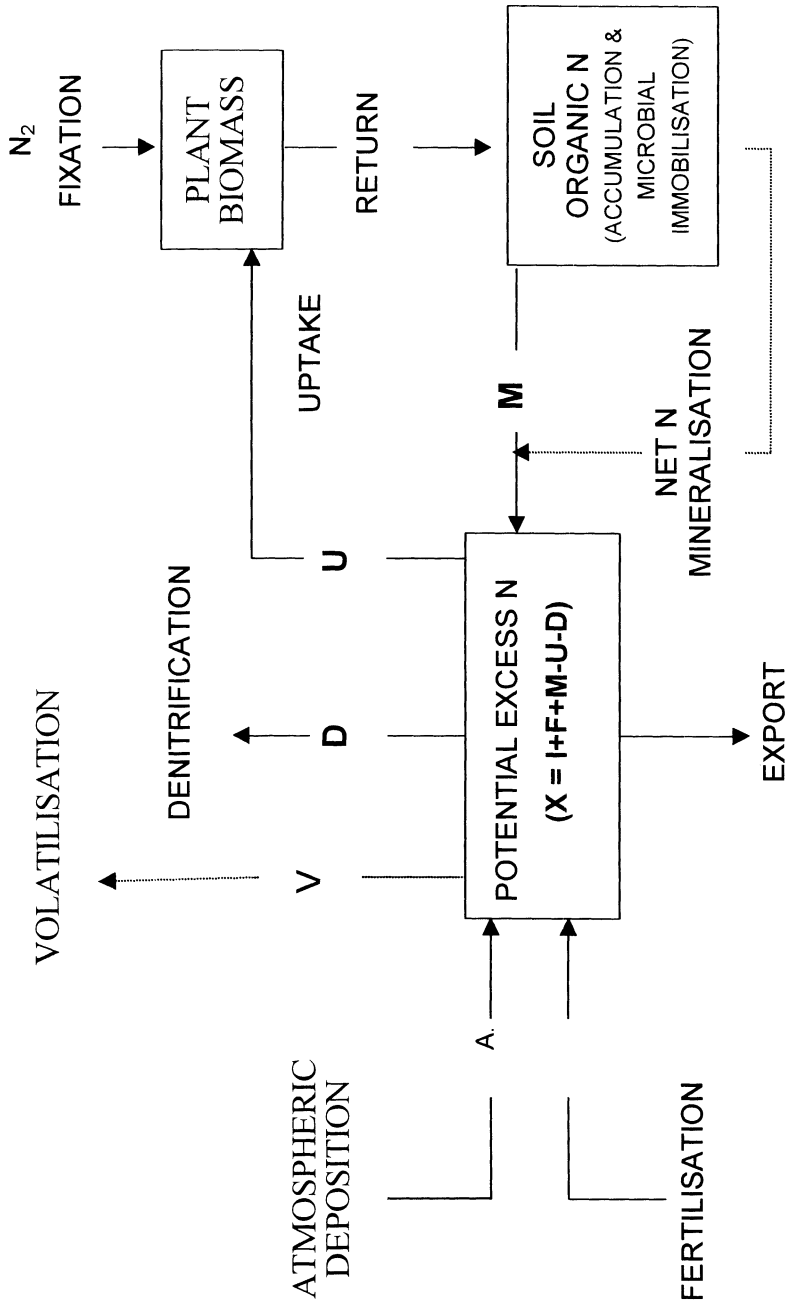 VOLATILISATION
DENITRIFICATION
N₂
FIXATION
PLANT
BIOMASS
V
D
U
UPTAKE
RETURN
ATMOSPHERIC
DEPOSITION
A.
POTENTIAL EXCESS N
(X = I+F+M-U-D)
M
SOIL
ORGANIC N
(ACCUMULATION &
MICROBIAL
IMMOBILISATION)
NET N
MINERALISATION
FERTILISATION
EXPORT